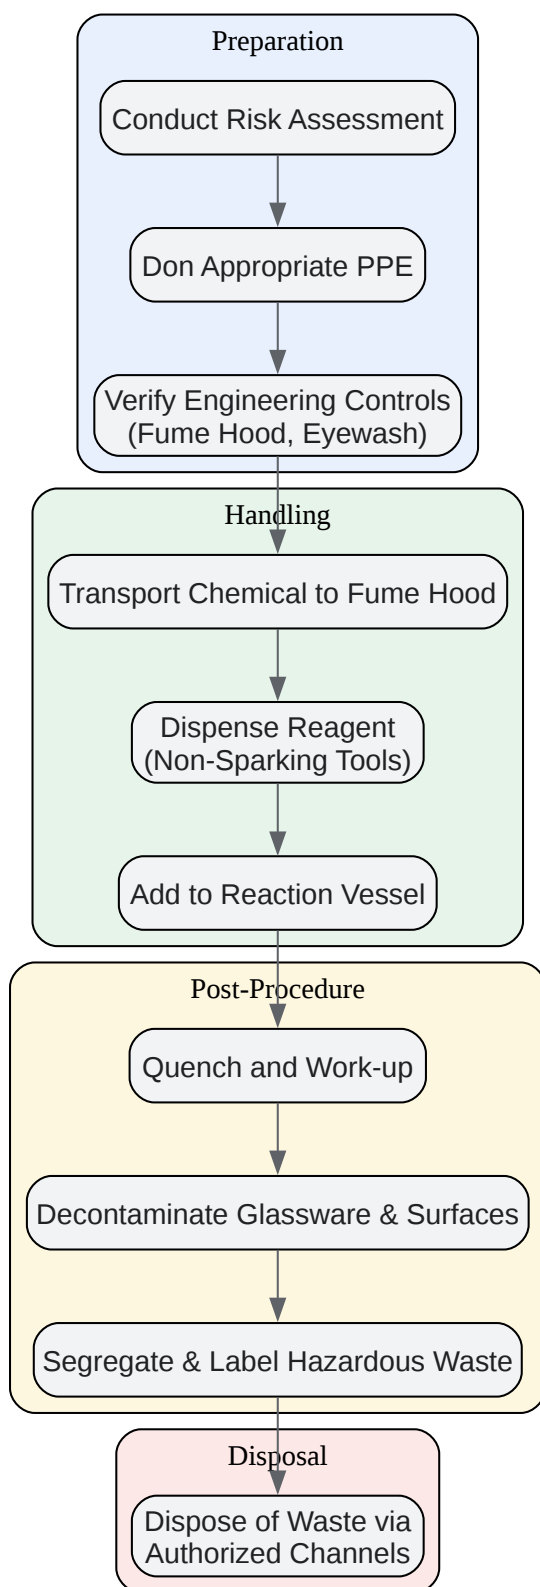 Preparation
Conduct Risk Assessment
Don Appropriate PPE
Verify Engineering Controls
(Fume Hood, Eyewash)
Handling
Transport Chemical to Fume Hood
Dispense Reagent
(Non-Sparking Tools)
Add to Reaction Vessel
Post-Procedure
Quench and Work-up
Decontaminate Glassware & Surfaces
Segregate & Label Hazardous Waste
Disposal
Dispose of Waste via
Authorized Channels